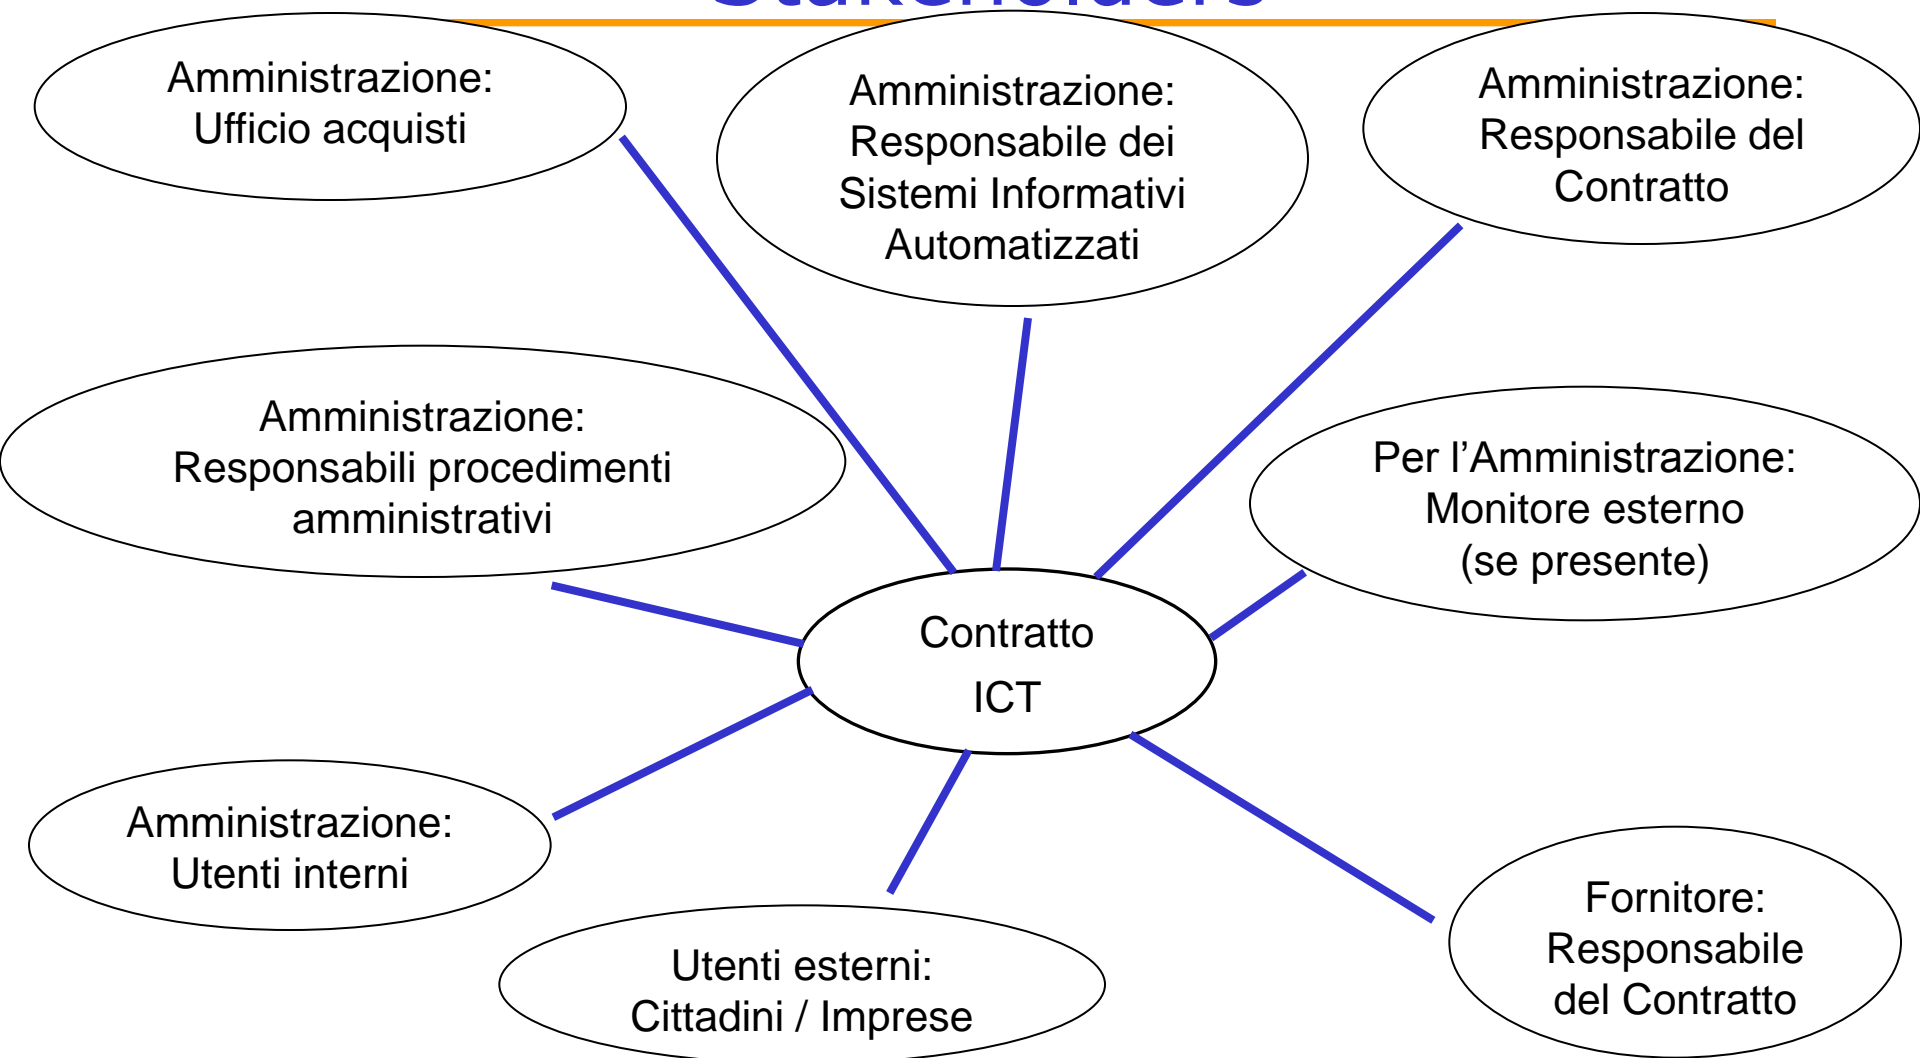 Stakeholders
Amministrazione:
Ufficio acquisti
Amministrazione:
Responsabile dei
Sistemi Informativi
Automatizzati
Amministrazione:
Responsabile del
Contratto
Amministrazione:
Responsabili procedimenti
amministrativi
Per l’Amministrazione:
Monitore esterno
(se presente)
Contratto
ICT
Amministrazione:
Utenti interni
Utenti esterni:
Cittadini / Imprese
Fornitore:
Responsabile
del Contratto